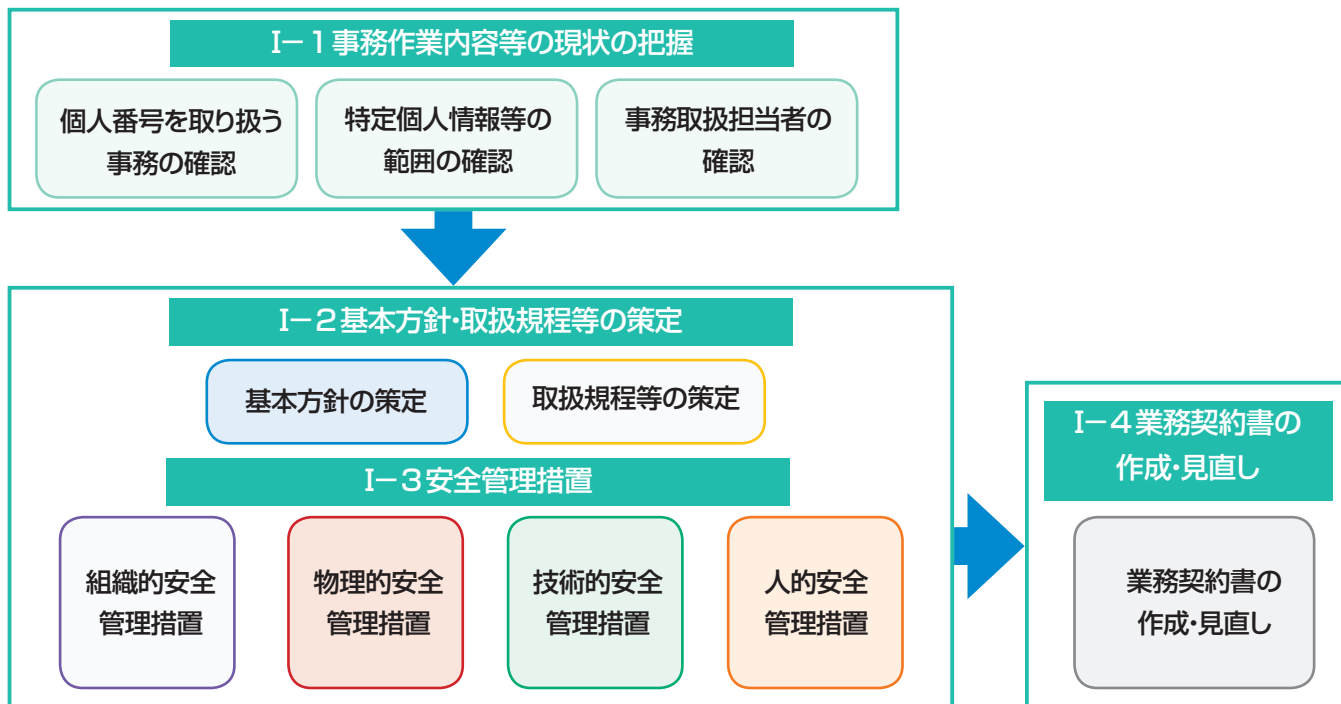 Ⅰ－１事務作業内容等の現状の把握
個人番号を取り扱う
事務の確認
特定個人情報等の
範囲の確認
事務取扱担当者の
確認
Ⅰ－２基本方針・取扱規程等の策定
基本方針の策定
取扱規程等の策定
Ⅰ－３安全管理措置
組織的安全
管理措置
物理的安全
管理措置
技術的安全
管理措置
人的安全
管理措置
Ⅰ－４業務契約書の
作成・見直し
業務契約書の
作成・見直し